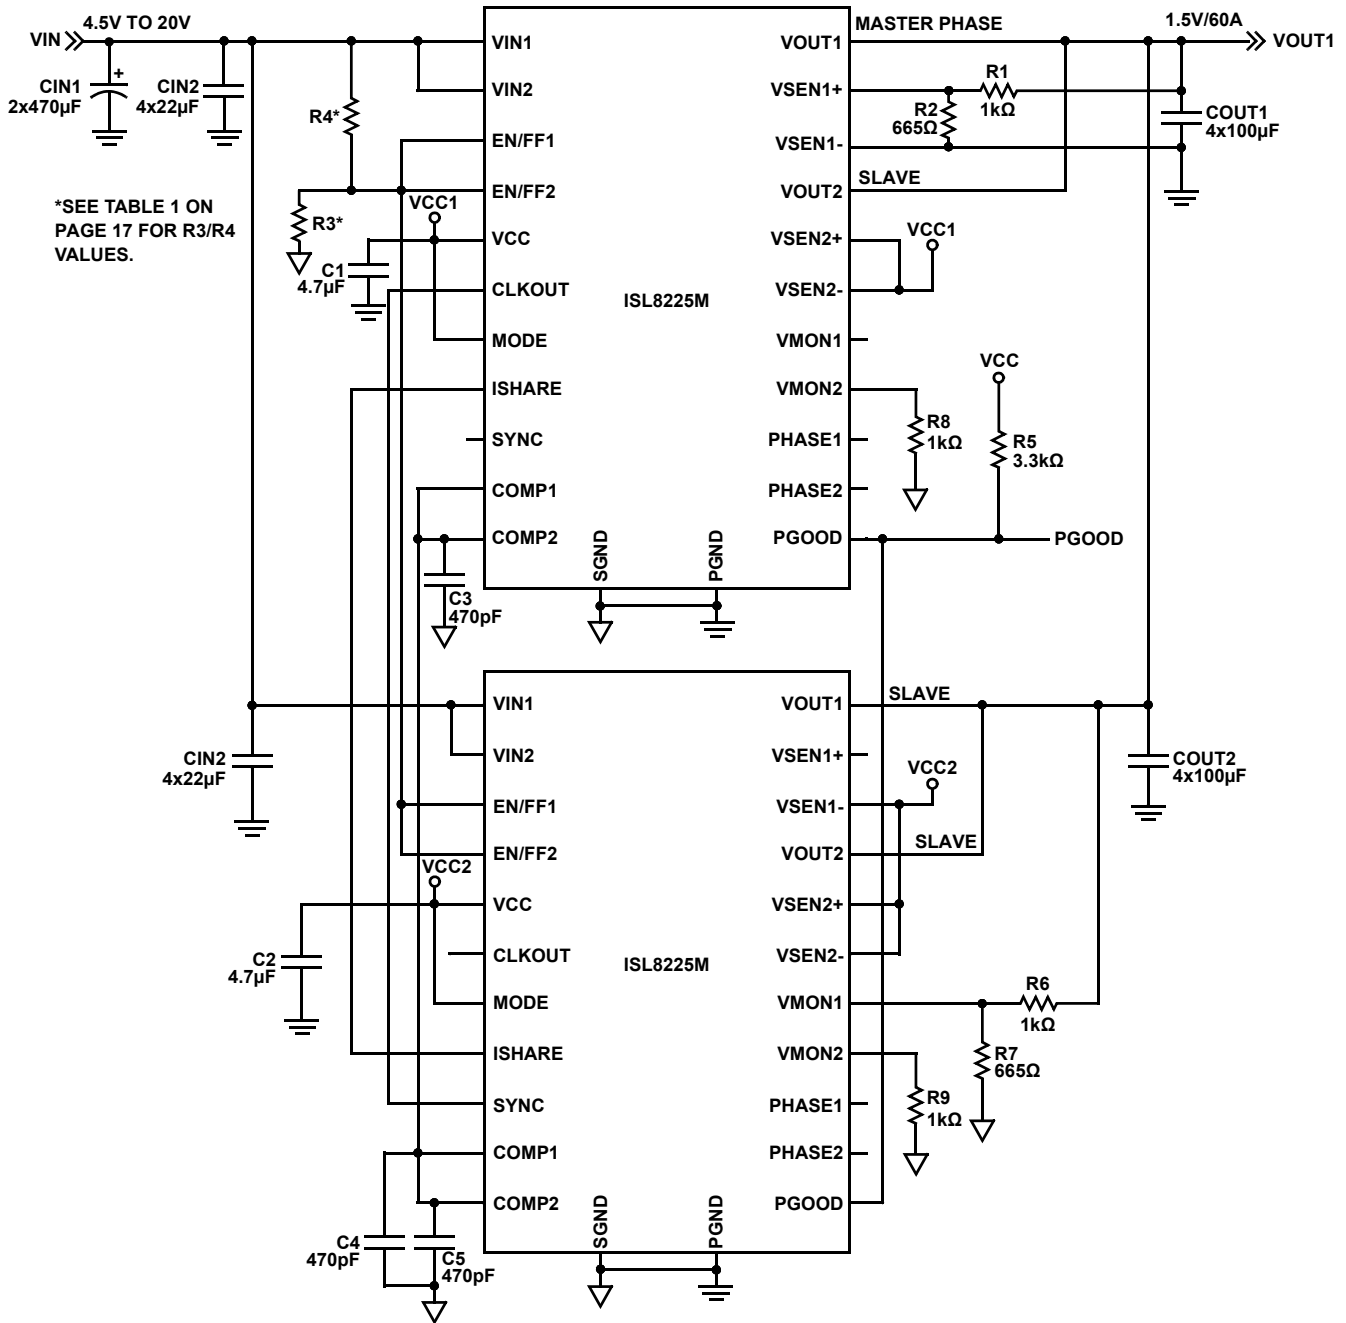 4.5V TO 20V
VIN
CIN1
2x470µF
+
CIN2
4x22µF
R4*
*SEE TABLE 1 ON
PAGE 17 FOR R3/R4
VALUES.
R3*
VCC1
C1
4.7µF
VIN1
VIN2
EN/FF1
EN/FF2
VCC
CLKOUT
MODE
ISHARE
SYNC
COMP1
COMP2
C3
470pF
ISL8225M
SGND
PGND
VOUT1
VSEN1+
VSEN1-
VOUT2
VSEN2+
VSEN2-
VMON1
VMON2
PHASE1
PHASE2
PGOOD
MASTER PHASE
1.5V/60A
VOUT1
R1
1kΩ
R2
665Ω
COUT1
4x100µF
SLAVE
VCC1
VCC
R8
1kΩ
R5
3.3kΩ
PGOOD
CIN2
4x22µF
VCC2
C2
4.7µF
C4
470pF
C5
470pF
VIN1
VIN2
EN/FF1
EN/FF2
VCC
CLKOUT
MODE
ISHARE
SYNC
COMP1
COMP2
ISL8225M
SGND
PGND
VOUT1
VSEN1+
VSEN1-
VOUT2
VSEN2+
VSEN2-
VMON1
VMON2
PHASE1
PHASE2
PGOOD
SLAVE
VCC2
COUT2
4x100µF
SLAVE
R6
1kΩ
R7
665Ω
R9
1kΩ